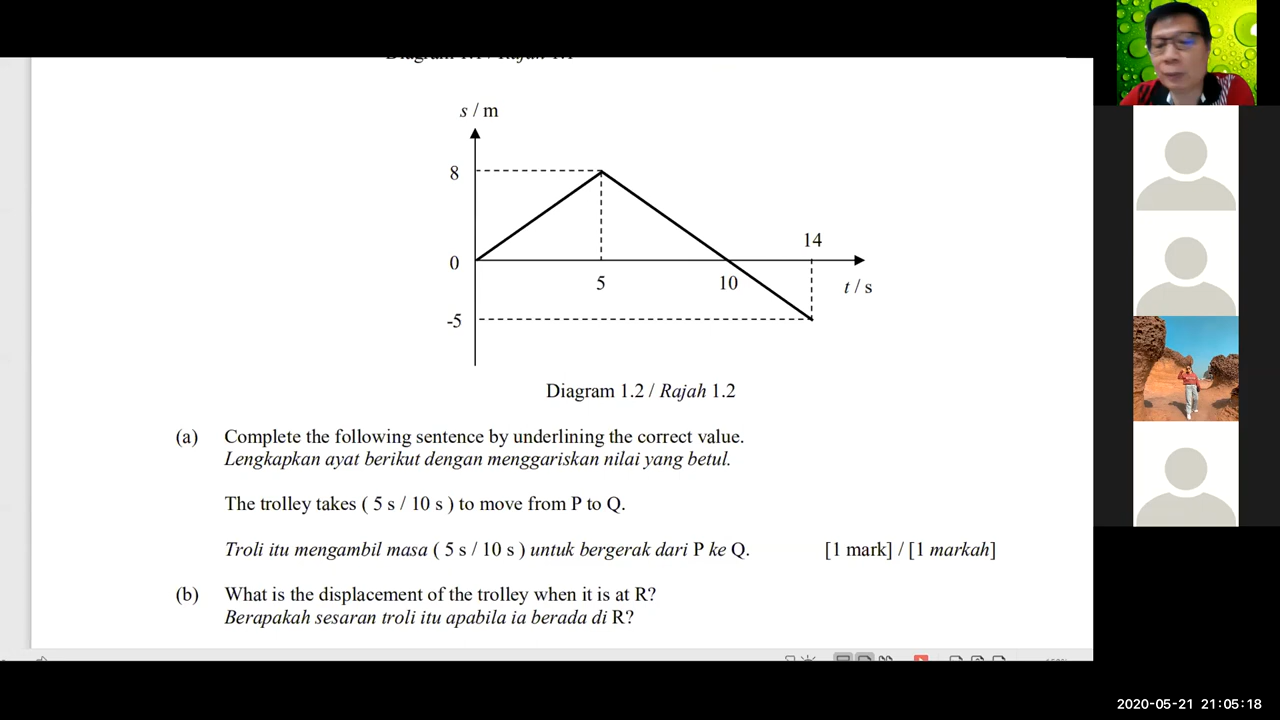 s / m
8
14
0
5
10
t / s
-5
Diagram 1.2 / Rajah 1.2
(a) Complete the following sentence by underlining the correct value.
Lengkapkan ayat berikut dengan menggariskan nilai yang betul.
The trolley takes ( 5 s / 10 s ) to move from P to Q.
Troli itu mengambil masa ( 5 s / 10 s ) untuk bergerak dari P ke Q. [1 mark] / [1 markah]
(b) What is the displacement of the trolley when it is at R?
Berapakah sesaran troli itu apabila ia berada di R?
2020-05-21 21:05:18